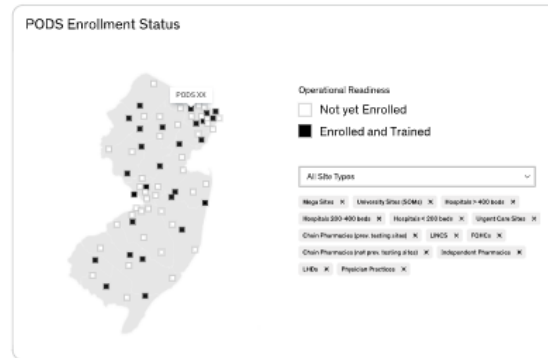 PODS Enrollment Status
PODS XX
Operational Readiness
Not yet Enrolled
Enrolled and Trained
All Site Types
Mega Sites × University Sites (SOMs) × Hospitals > 400 beds ×
Hospitals 200-400 beds × Hospitals < 200 beds × Urgent Care Sites ×
Chain Pharmacies (prev. testing sites) × LINCS × FQHCs ×
Chain Pharmacies (not prev. testing sites) × Independent Pharmacies ×
LHDs × Physician Practices ×